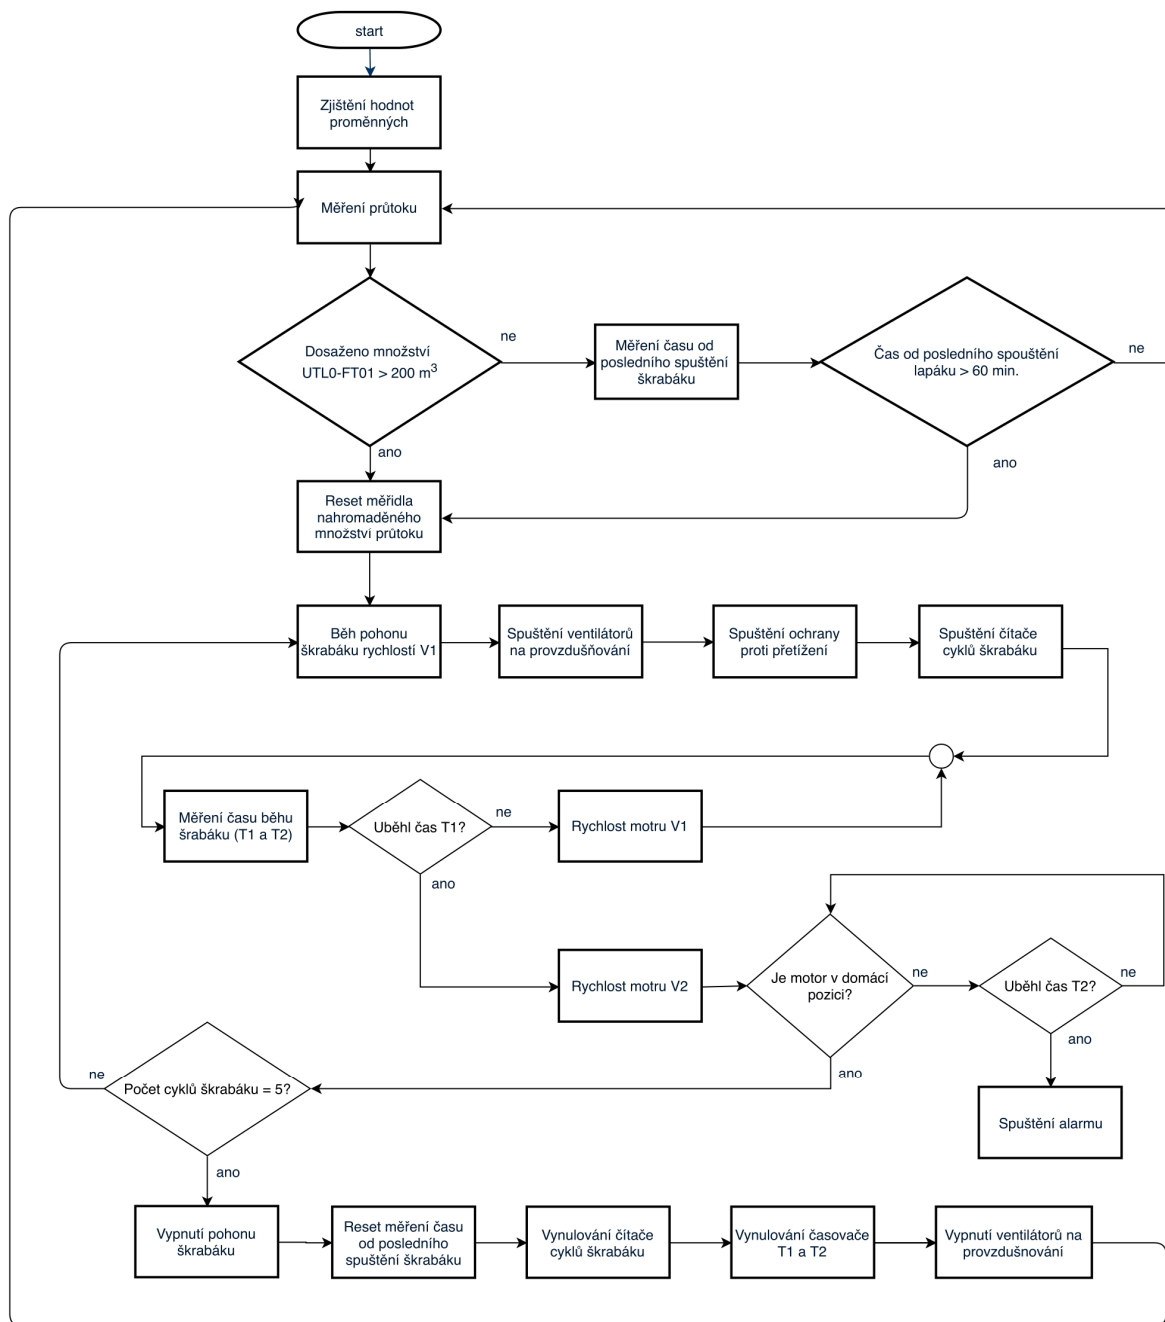 start
Zjištění hodnot
proměnných
Měření průtoku
Dosaženo množství
UTL0-FT01 > 200 m³
ne
Měření času od
posledního spuštění
škrabáku
Čas od posledního spouštění
lapáku > 60 min.
ne
ano
ano
Reset měřidla
nahromaděného
množství průtoku
Běh pohonu
škrabáku rychlostí V1
Spuštění ventilátorů
na provzdušňování
Spuštění ochrany
proti přetížení
Spuštění čítače
cyklů škrabáku
Měření času běhu
šrabáku (T1 a T2)
Uběhl čas T1?
ne
Rychlost motru V1
ano
Rychlost motru V2
Je motor v domácí
pozici?
ne
Uběhl čas T2?
ne
ano
ano
Spuštění alarmu
ne
Počet cyklů škrabáku = 5?
ano
Vypnutí pohonu
škrabáku
Reset měření času
od posledního
spuštění škrabáku
Vynulování čítače
cyklů škrabáku
Vynulování časovače
T1 a T2
Vypnutí ventilátorů na
provzdušnování